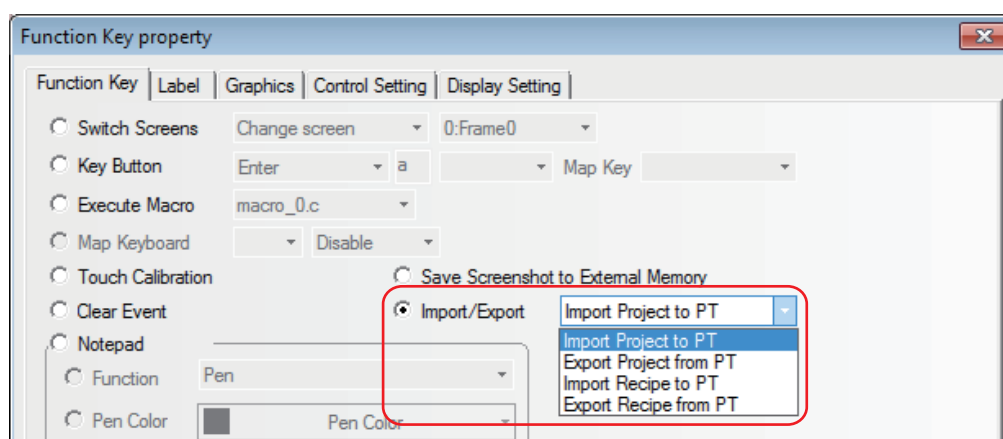 Function Key property
Function Key Label Graphics Control Setting Display Setting
Switch Screens Change screen 0:Frame0
Key Button Enter a Map Key
Execute Macro macro_0.c
Map Keyboard Disable
Touch Calibration Save Screenshot to External Memory
Clear Event Import/Export Import Project to PT
Notepad Import Project to PT
Export Project from PT
Function Pen Import Recipe to PT
Export Recipe from PT
Pen Color Pen Color